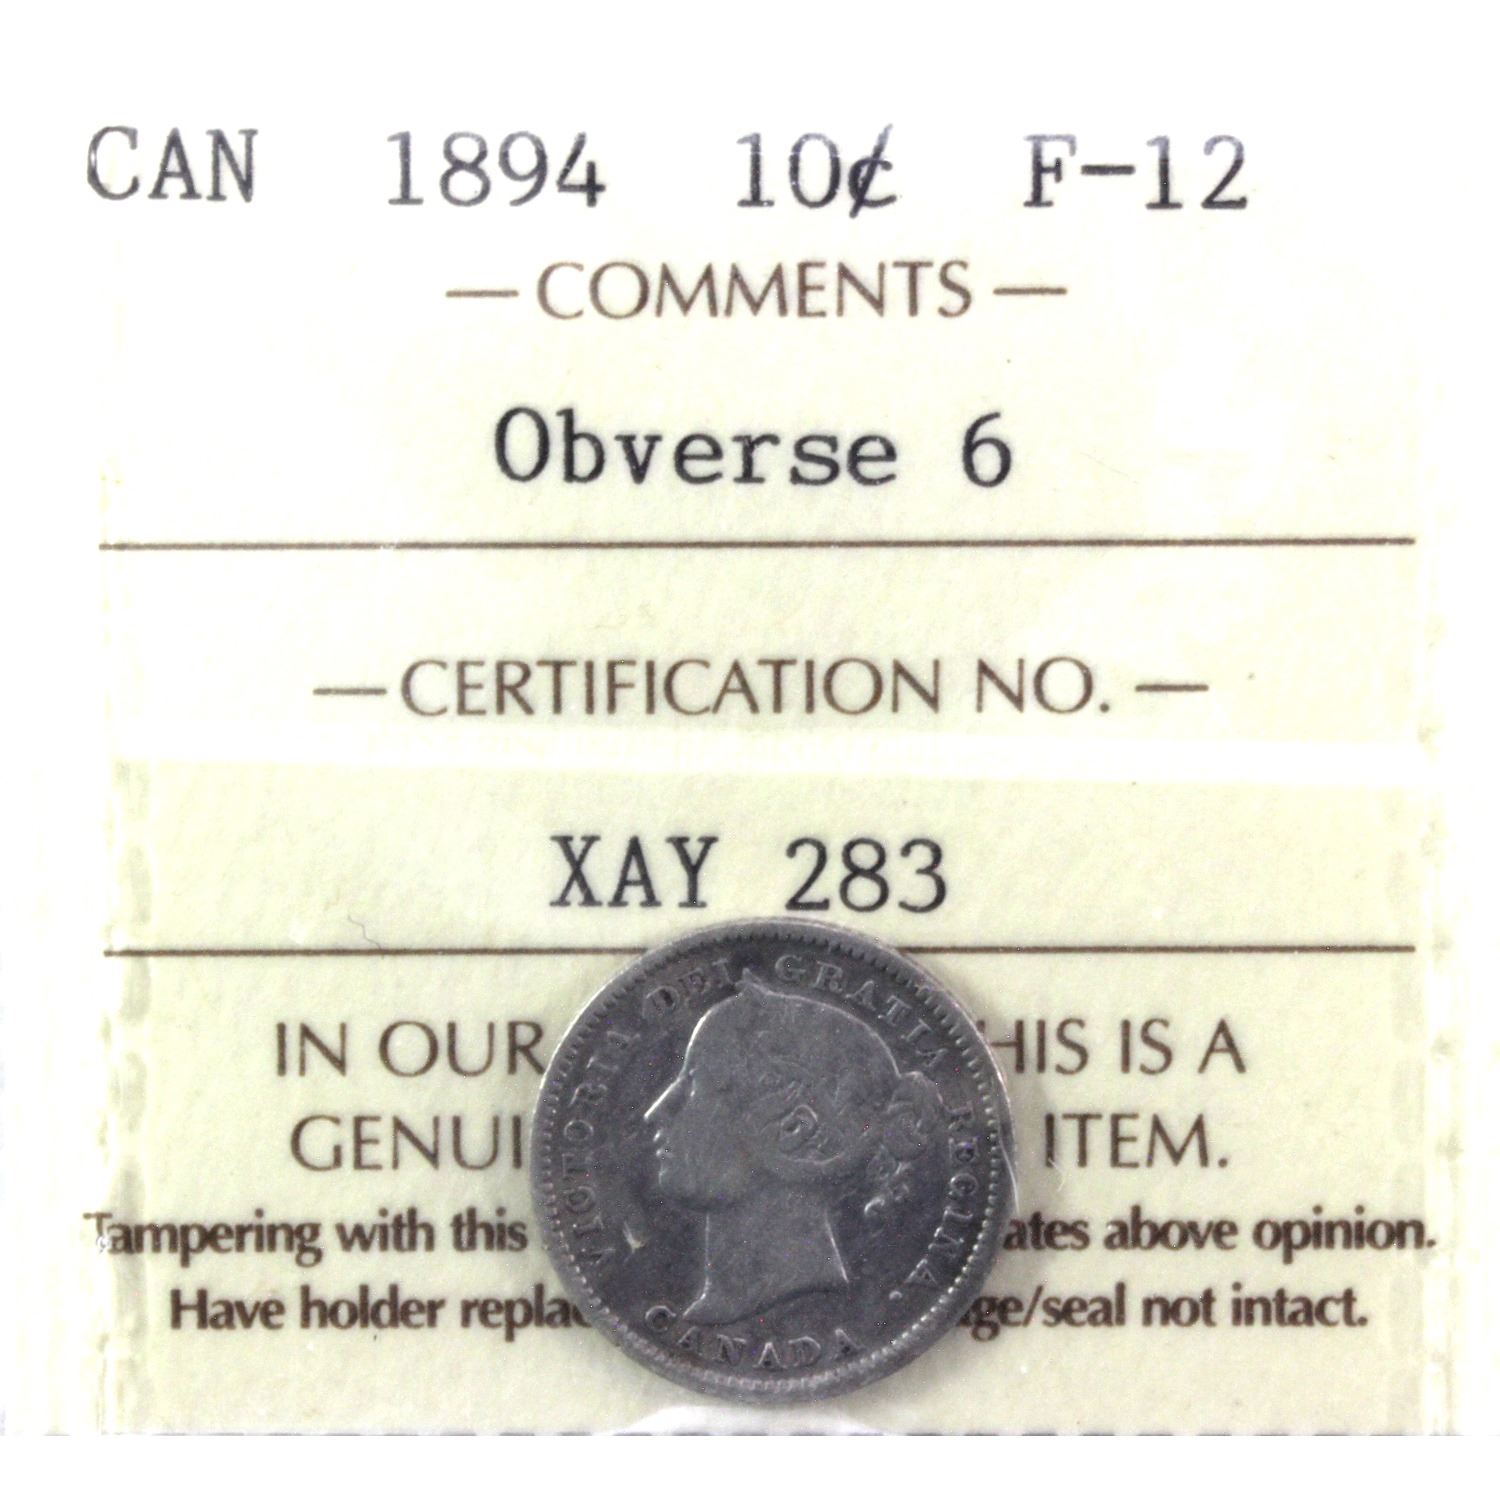 CAN 1894 10¢ F-12
— COMMENTS —
Obverse 6
— CERTIFICATION NO. —
XAY 283
IN OUR HIS IS A
GENUI ITEM.
Tampering with this ates above opinion.
Have holder replac ge/seal not intact.
VICTORIA DEI GRATIA REGINA.
CANADA